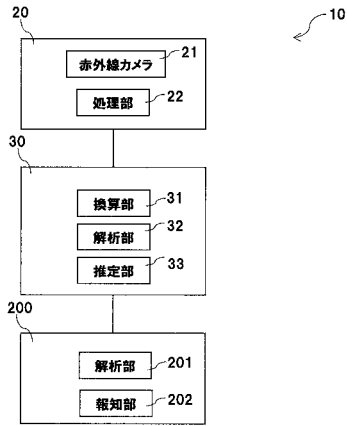 10
20
赤外線カメラ 21
処理部 22
30
換算部 31
解析部 32
推定部 33
200
解析部 201
報知部 202